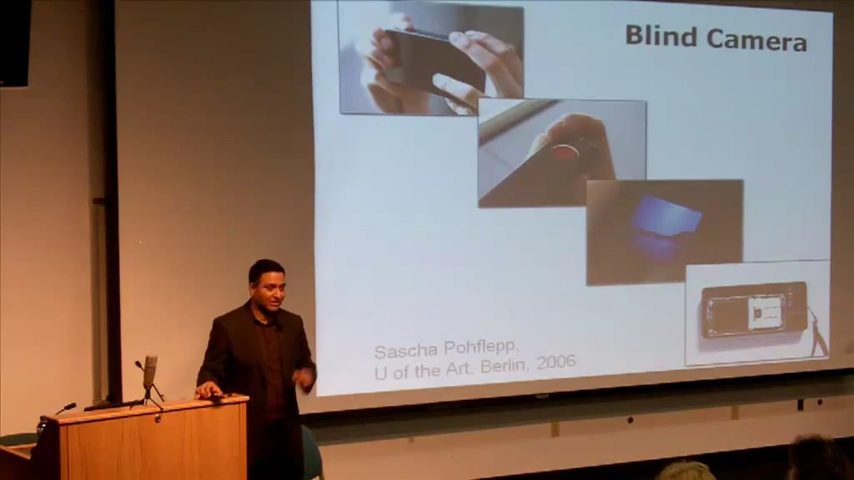 Blind Camera
Sascha Pohflepp,
U of the Art, Berlin, 2006